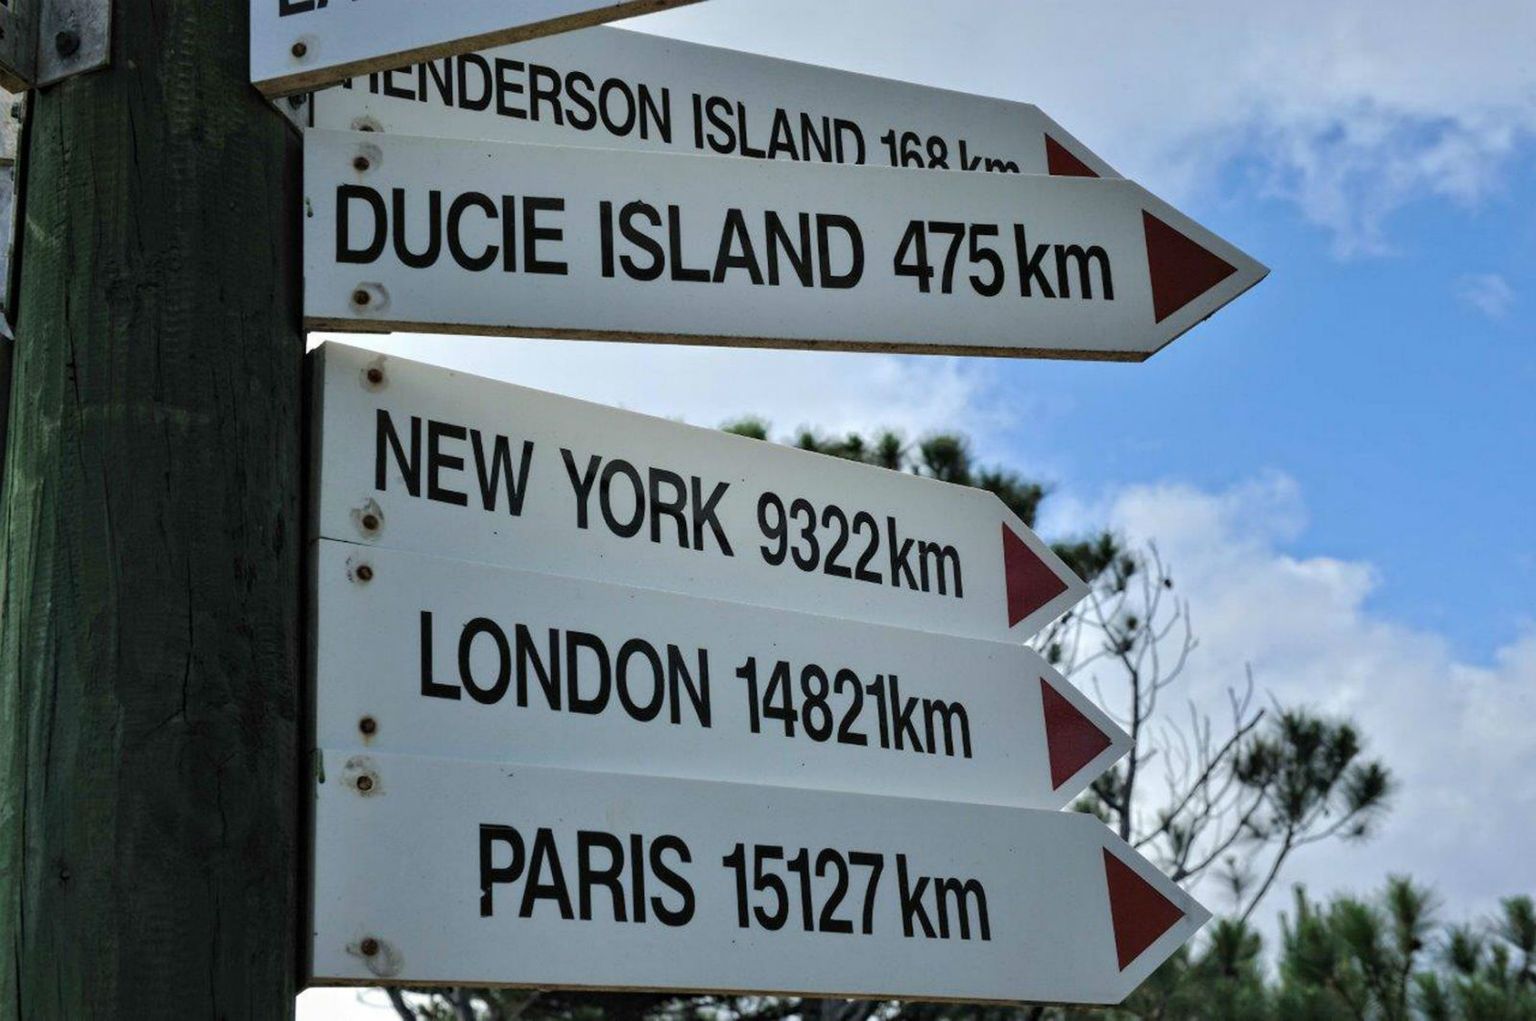 HENDERSON ISLAND 168 km
DUCIE ISLAND 475 km
NEW YORK 9322 km
LONDON 14821 km
PARIS 15127 km